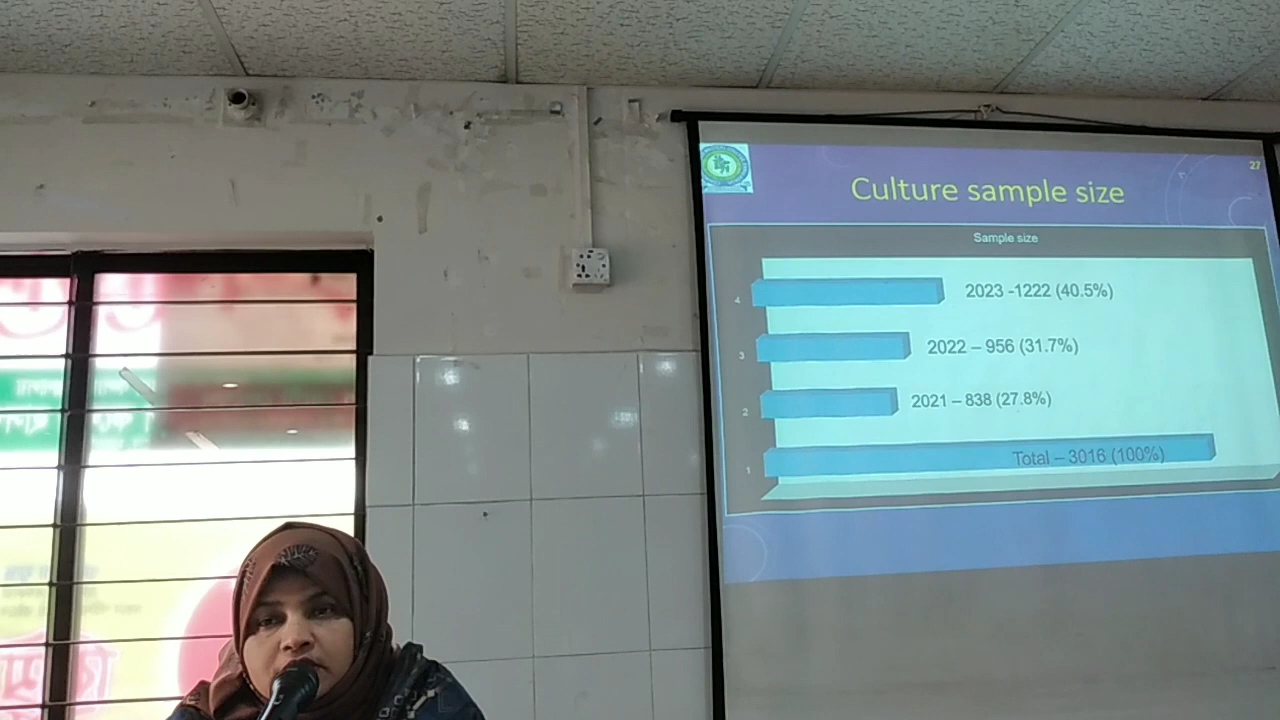 27
Culture sample size
Sample size
4
2023 -1222 (40.5%)
3
2022 – 956 (31.7%)
2
2021 – 838 (27.8%)
1
Total – 3016 (100%)